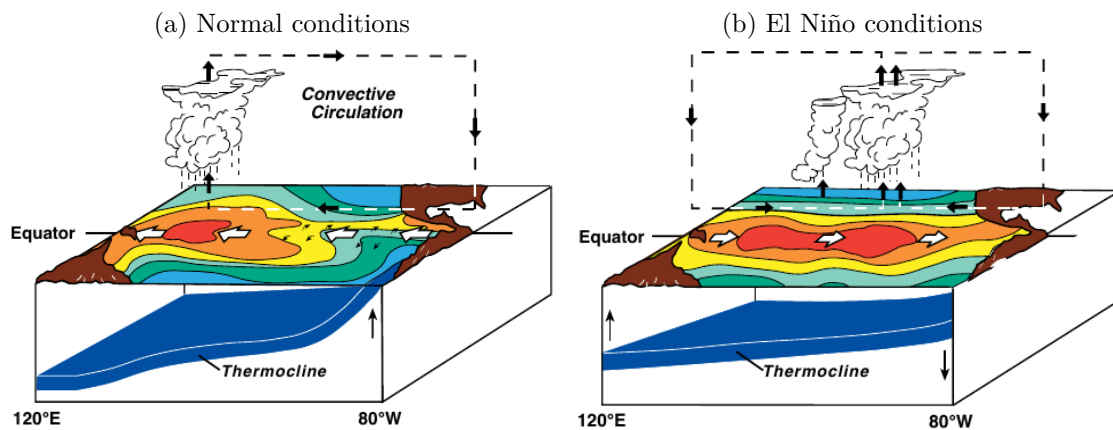 (a) Normal conditions
Convective
Circulation
Equator
Thermocline
120°E
80°W
(b) El Niño conditions
Equator
Thermocline
120°E
80°W